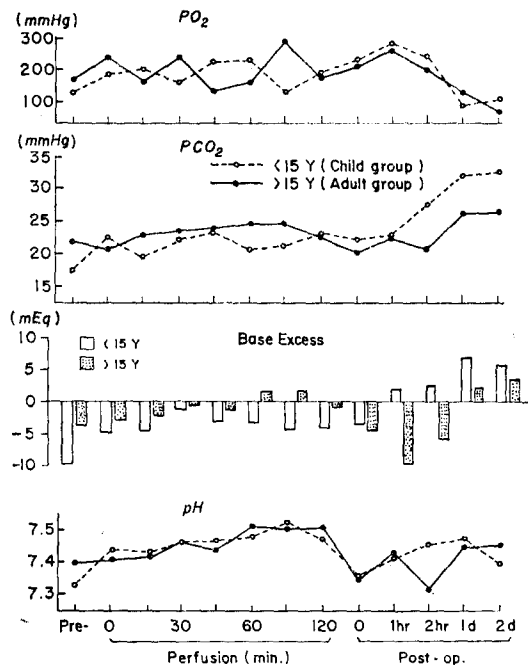 (mmHg) PO₂
300
200
100
mmHg PCO₂
35
30
25
20
15
<15 Y (Child group)
>15 Y (Adult group)
(mEq) Base Excess
10
5
0
-5
-10
<15 Y
>15 Y
pH
7.5
7.4
7.3
Pre- 0 30 60 120 0 1hr 2hr 1d 2d
Perfusion (min.) Post-op.